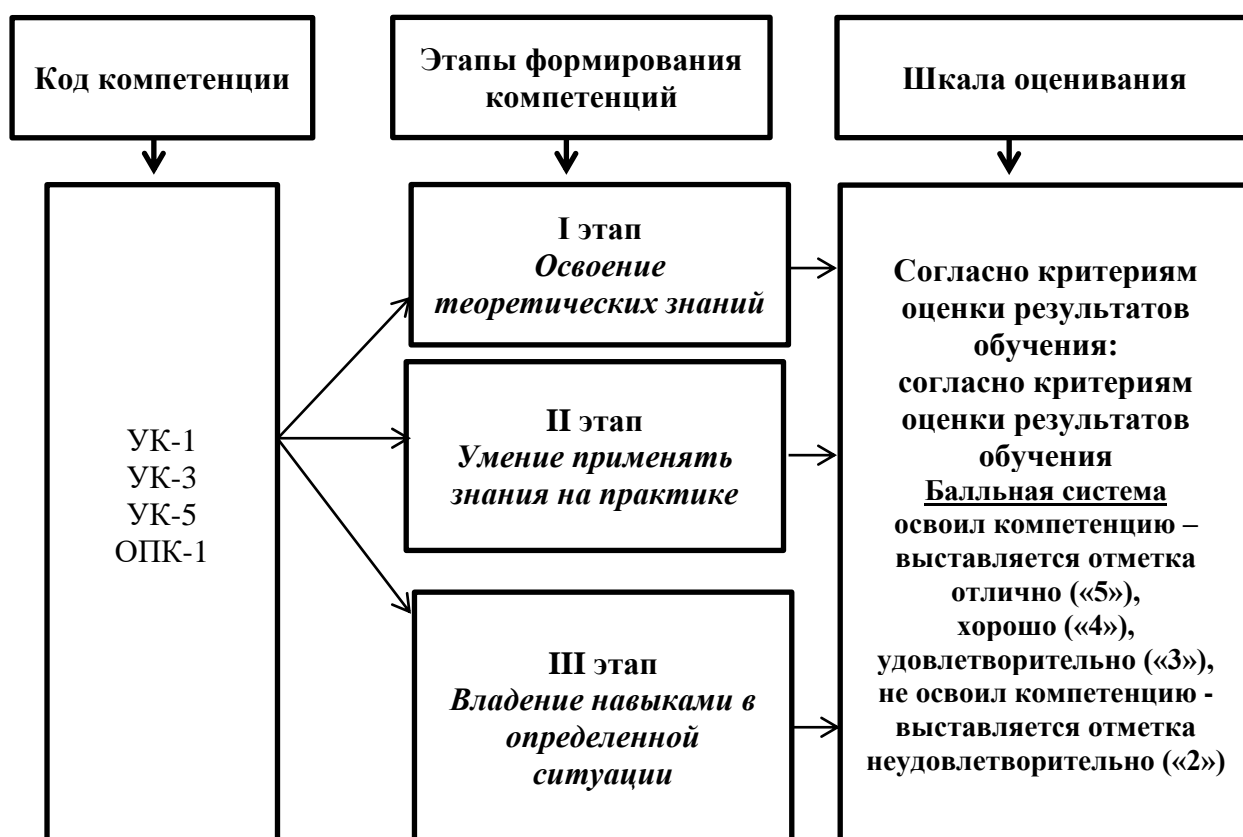 Код компетенции
Этапы формирования
компетенций
Шкала оценивания
УК-1
УК-3
УК-5
ОПК-1
I этап
Освоение
теоретических знаний
II этап
Умение применять
знания на практике
III этап
Владение навыками в
определенной
ситуации
Согласно критериям
оценки результатов
обучения:
согласно критериям
оценки результатов
обучения
Балльная система
освоил компетенцию –
выставляется отметка
отлично («5»),
хорошо («4»),
удовлетворительно («3»),
не освоил компетенцию -
выставляется отметка
неудовлетворительно («2»)